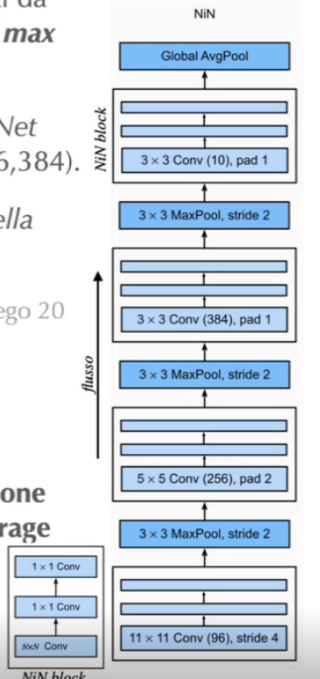 max
NiN
Global AvgPool
NiN block
Net
3 × 3 Conv (10), pad 1
6,384).
3 × 3 MaxPool, stride 2
ella
3 × 3 Conv (384), pad 1
ego 20
flusso
3 × 3 MaxPool, stride 2
5 × 5 Conv (256), pad 2
one
rage
3 × 3 MaxPool, stride 2
1 × 1 Conv
1 × 1 Conv
NxN Conv
11 × 11 Conv (96), stride 4
NiN block